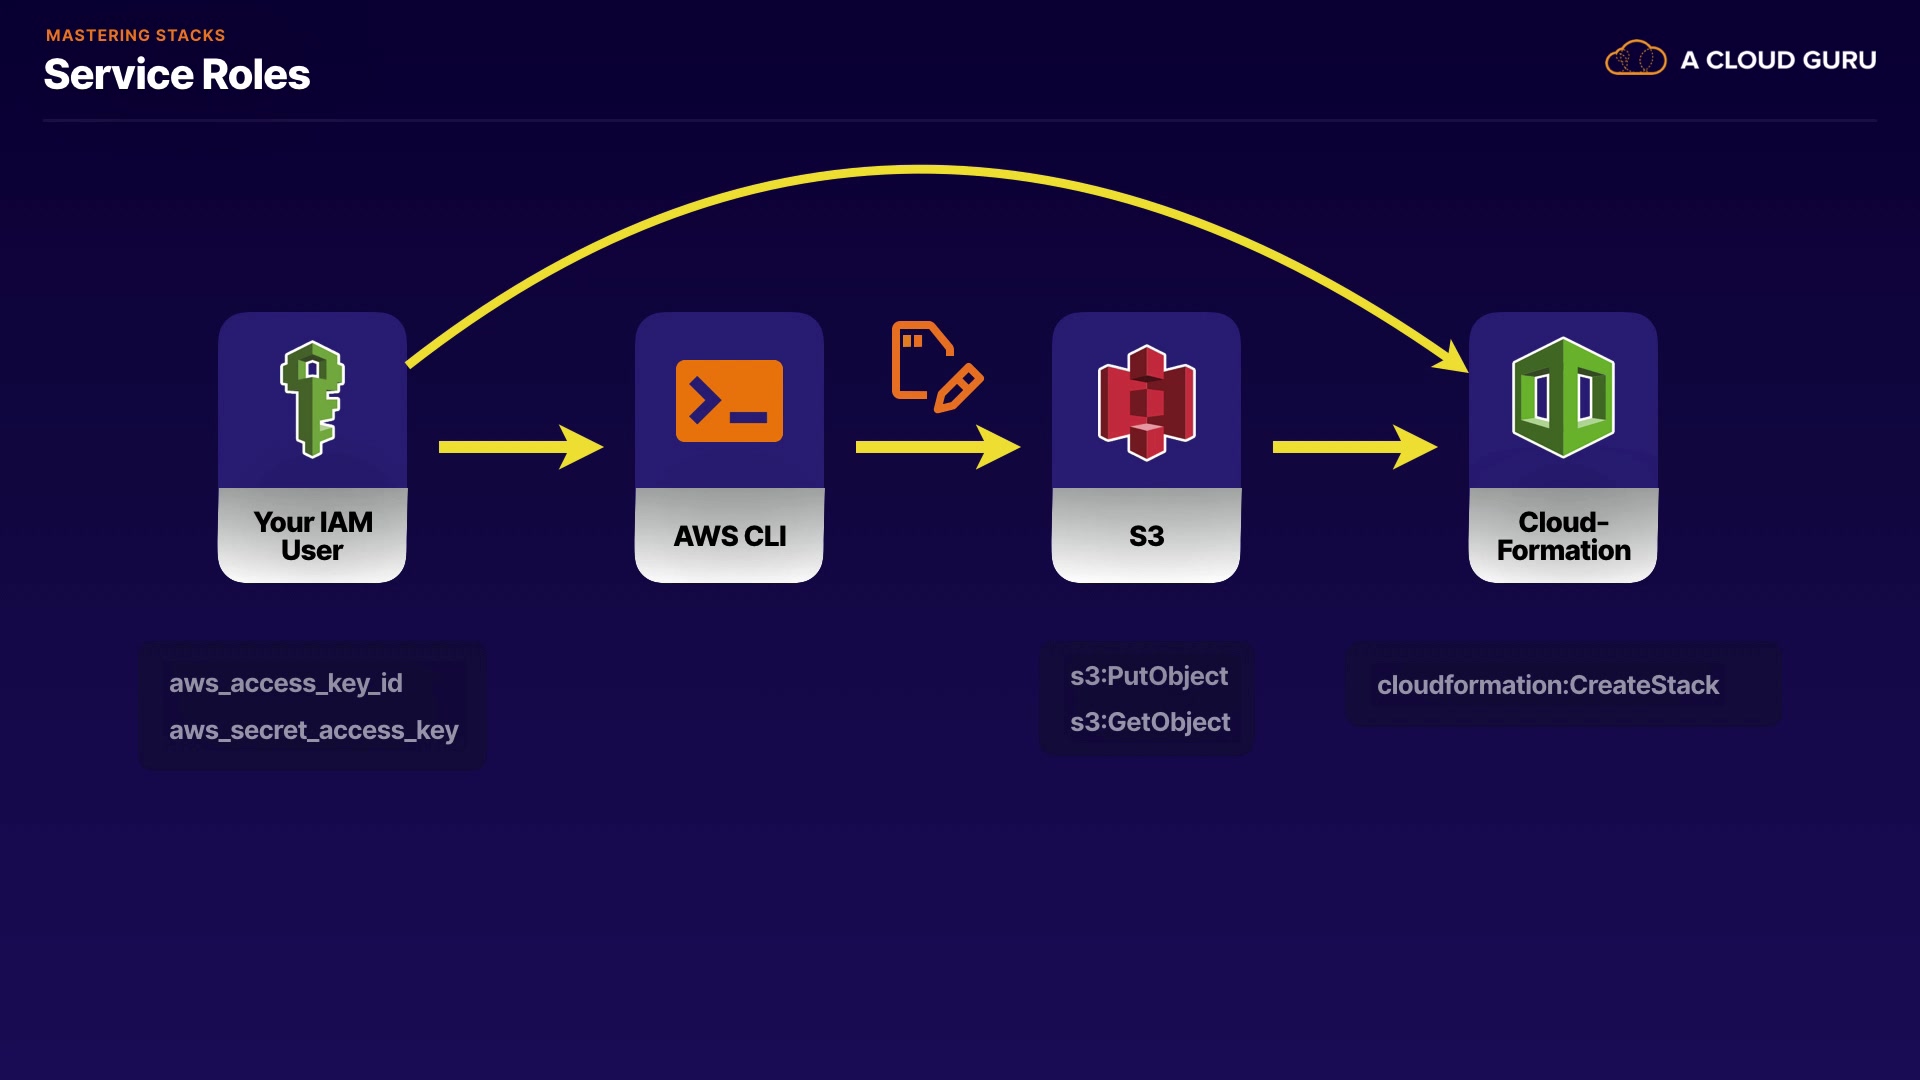 MASTERING STACKS
Service Roles
A CLOUD GURU
Your IAM
User
AWS CLI
S3
Cloud-
Formation
aws_access_key_id
aws_secret_access_key
s3:PutObject
s3:GetObject
cloudformation:CreateStack